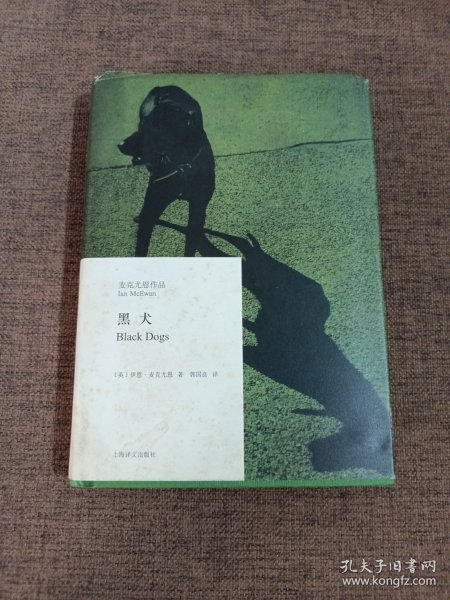 麦克尤恩作品
Ian McEwan
黑犬
Black Dogs
〔英〕伊恩·麦克尤恩 著 郭国良 译
上海译文出版社
孔夫子旧书网
www.kongfz.com